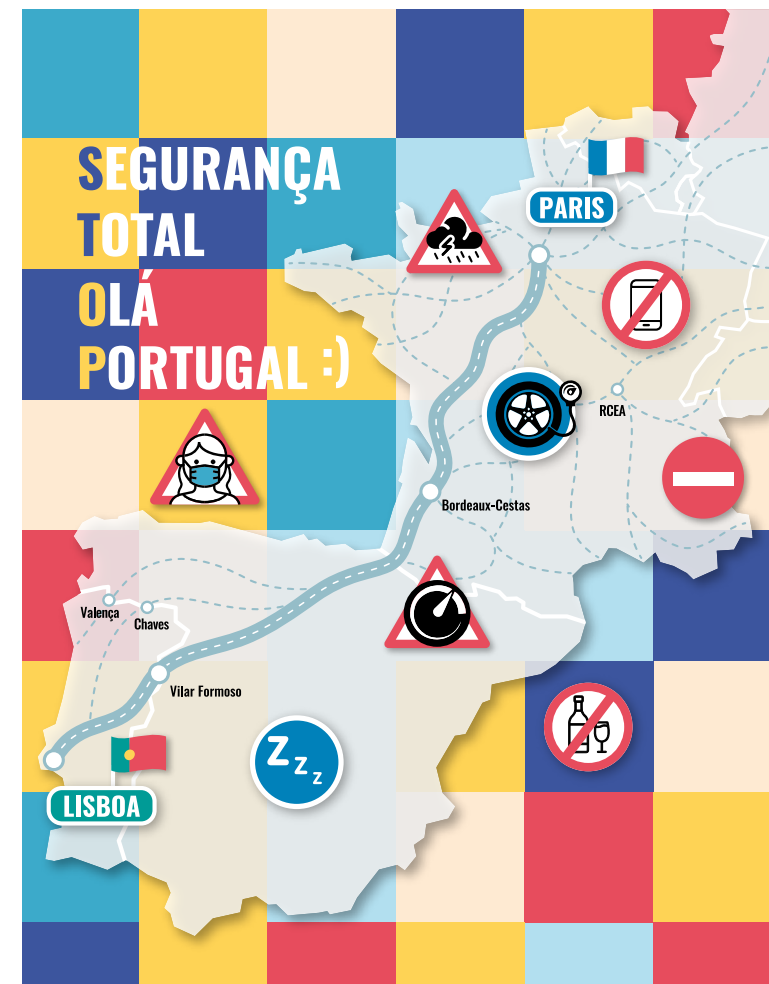 SEGURANÇA
TOTAL
OLÁ
PORTUGAL :)
PARIS
RCEA
Bordeaux-Cestas
Valença
Chaves
Vilar Formoso
Z Z Z
LISBOA